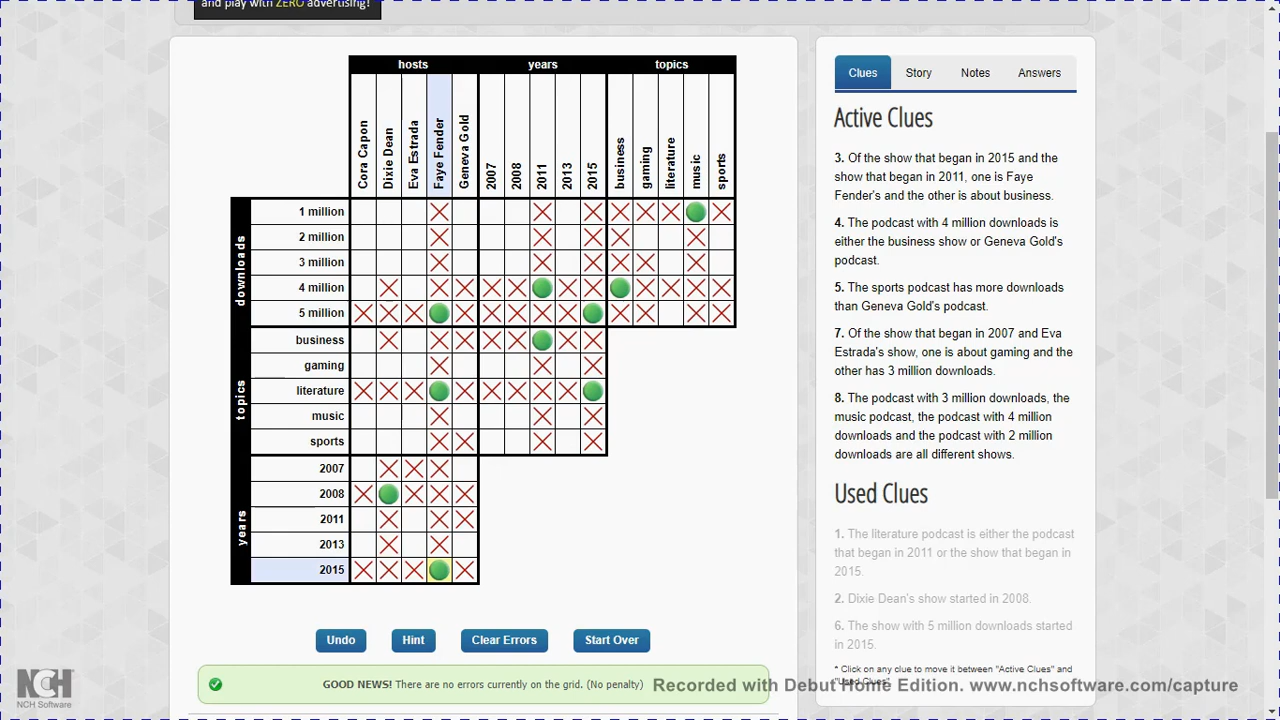 and play with ZERO advertising!
hosts
years
topics
Cora Capon
Dixie Dean
Eva Estrada
Faye Fender
Geneva Gold
2007
2008
2011
2013
2015
business
gaming
literature
music
sports
downloads
1 million
2 million
3 million
4 million
5 million
topics
business
gaming
literature
music
sports
years
2007
2008
2011
2013
2015
Undo
Hint
Clear Errors
Start Over
GOOD NEWS! There are no errors currently on the grid. (No penalty)
Clues
Story
Notes
Answers
Active Clues
3. Of the show that began in 2015 and the
show that began in 2011, one is Faye
Fender's and the other is about business.
4. The podcast with 4 million downloads is
either the business show or Geneva Gold's
podcast.
5. The sports podcast has more downloads
than Geneva Gold's podcast.
7. Of the show that began in 2007 and Eva
Estrada's show, one is about gaming and the
other has 3 million downloads.
8. The podcast with 3 million downloads, the
music podcast, the podcast with 4 million
downloads and the podcast with 2 million
downloads are all different shows.
Used Clues
1. The literature podcast is either the podcast
that began in 2011 or the show that began in
2015.
2. Dixie Dean's show started in 2008.
6. The show with 5 million downloads started
in 2015.
* Click on any clue to move it between "Active Clues" and
"Used Clues".
NCH
NCH Software
Recorded with Debut Home Edition. www.nchsoftware.com/capture